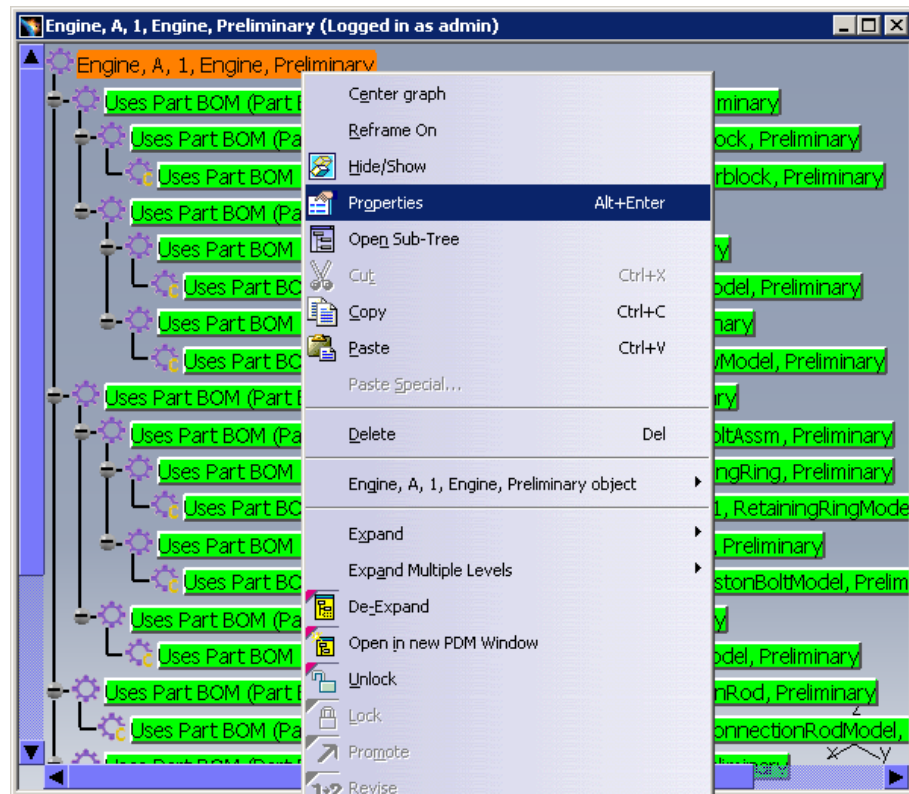 Engine, A, 1, Engine, Preliminary (Logged in as admin)
Engine, A, 1, Engine, Preliminary
Uses Part BOM (Part minary
Uses Part BOM (Pa ock, Preliminary
Uses Part BOM rblock, Preliminary
Uses Part BOM (Pa
Uses Part BOM y
Uses Part BO odel, Preliminary
Uses Part BOM nary
Uses Part BO Model, Preliminary
Uses Part BOM (Part ry
Uses Part BOM (Pa oltAssm, Preliminary
Uses Part BOM ngRing, Preliminary
Uses Part BO 1, RetainingRingMode
Uses Part BOM , Preliminary
Uses Part BO stonBoltModel, Prelim
Uses Part BOM (Pa y
Uses Part BOM odel, Preliminary
Uses Part BOM (Part nRod, Preliminary
Uses Part BOM (Pa onnectionRodModel,
Center graph
Reframe On
Hide/Show
Properties Alt+Enter
Open Sub-Tree
Cut Ctrl+X
Copy Ctrl+C
Paste Ctrl+V
Paste Special...
Delete Del
Engine, A, 1, Engine, Preliminary object
Expand
Expand Multiple Levels
De-Expand
Open in new PDM Window
Unlock
Lock
Promote
Revise
z
x y